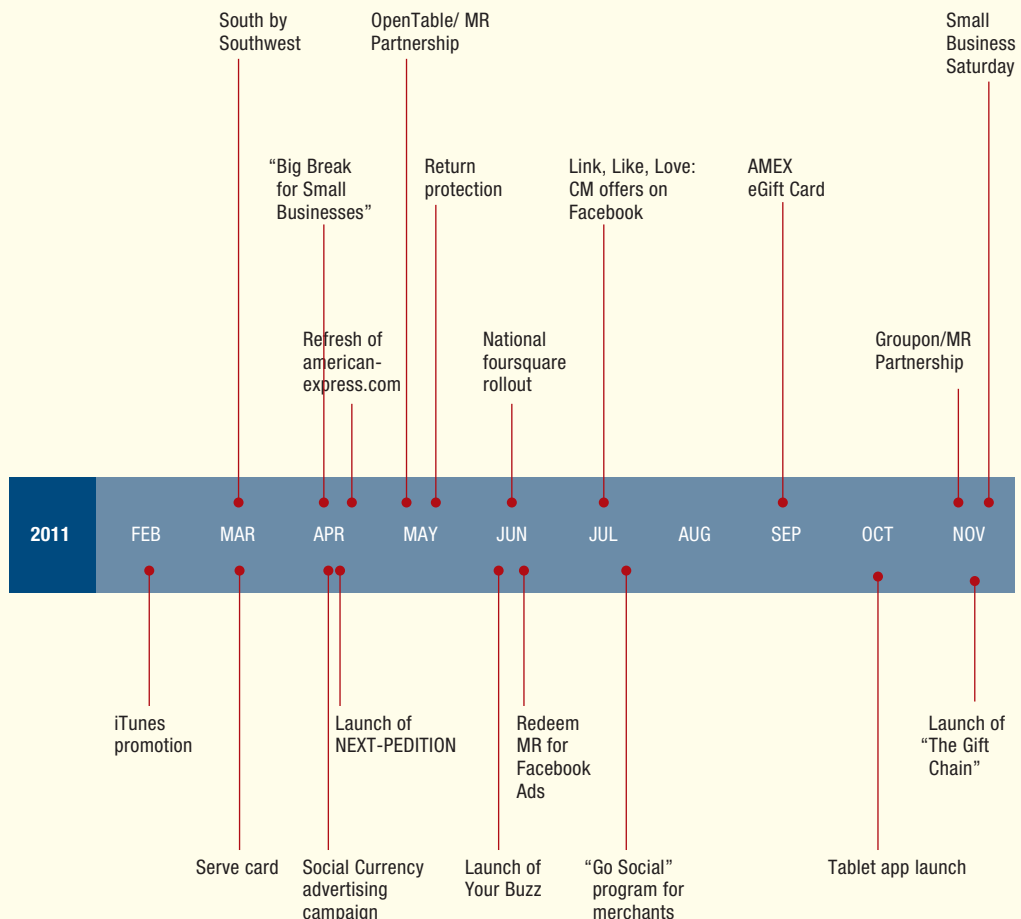 South by
Southwest
OpenTable/ MR
Partnership
Small
Business
Saturday
“Big Break
for Small
Businesses”
Return
protection
Link, Like, Love:
CM offers on
Facebook
AMEX
eGift Card
Refresh of
american-
express.com
National
foursquare
rollout
Groupon/MR
Partnership
2011
FEB
MAR
APR
MAY
JUN
JUL
AUG
SEP
OCT
NOV
iTunes
promotion
Launch of
NEXT-PEDITION
Redeem
MR for
Facebook
Ads
Launch of
“The Gift
Chain”
Serve card
Social Currency
advertising
campaign
Launch of
Your Buzz
“Go Social”
program for
merchants
Tablet app launch